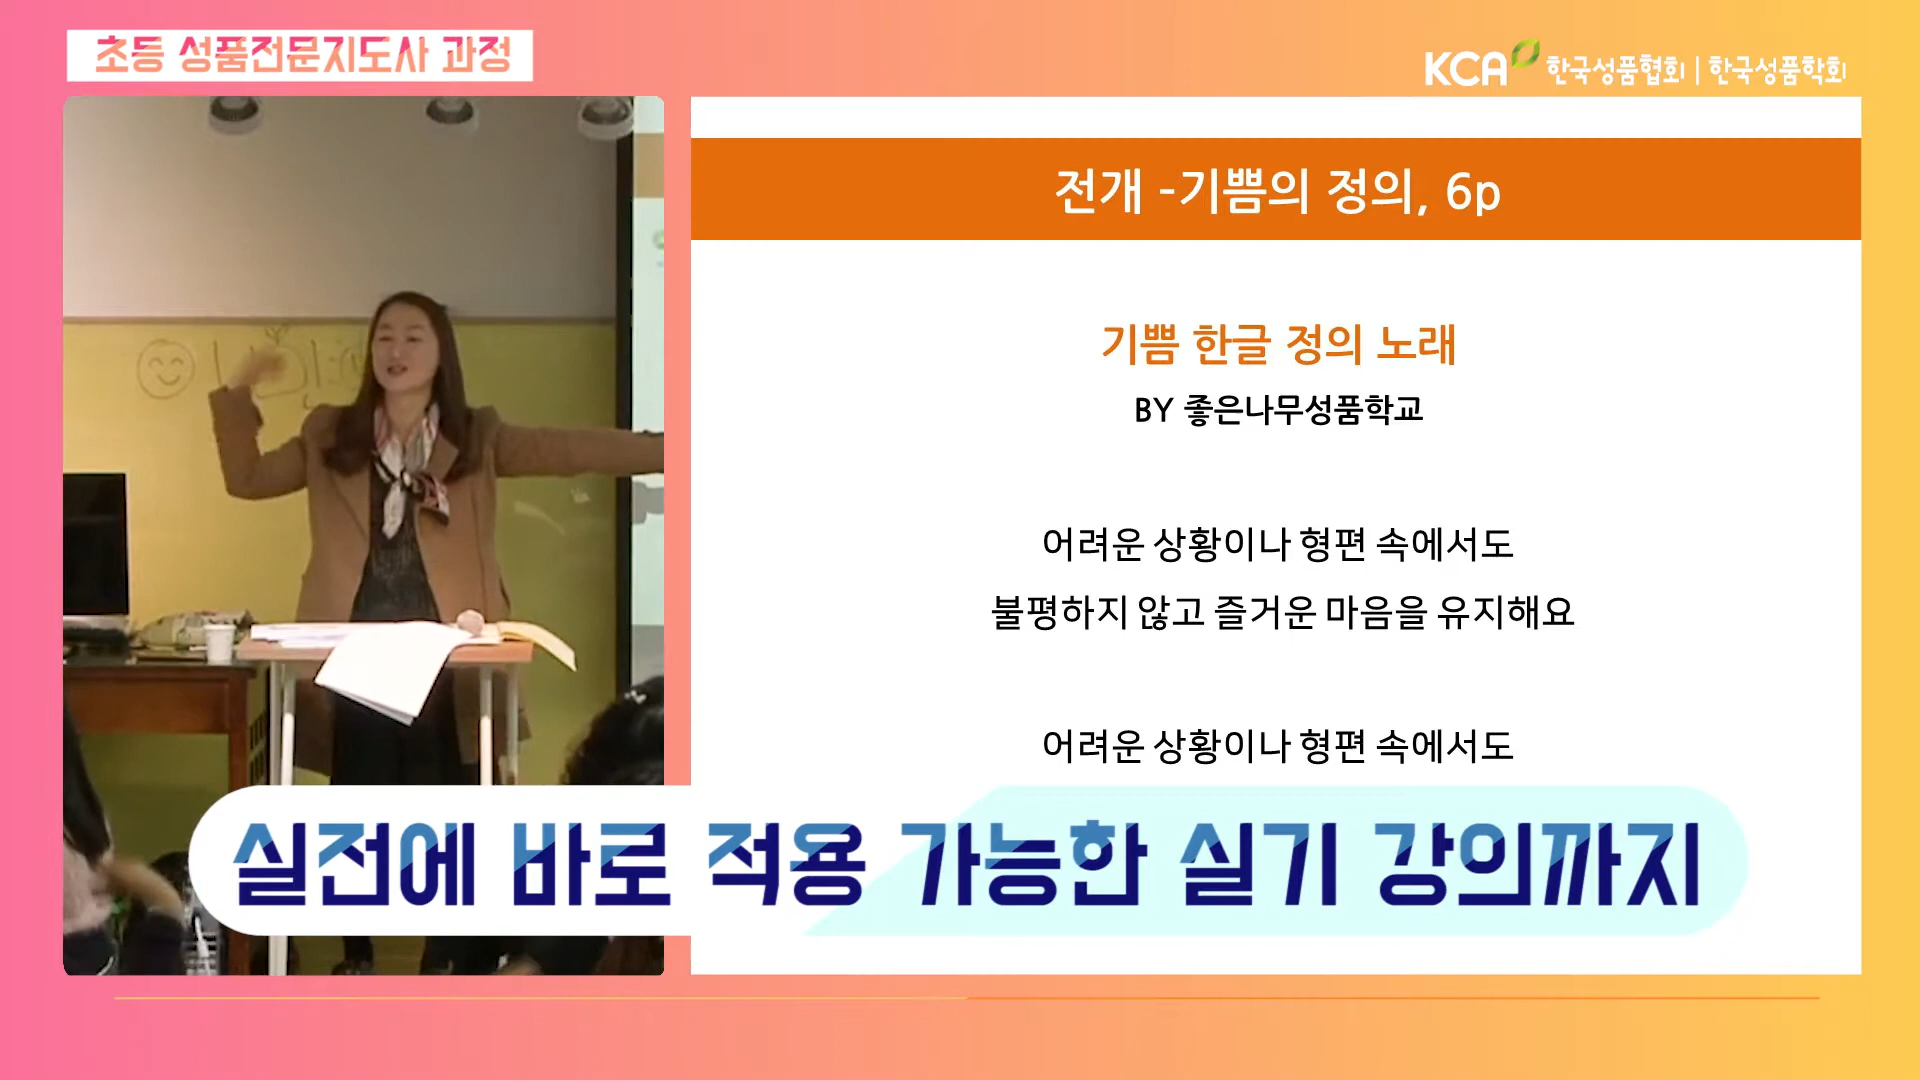 초등 성품전문지도사 과정
KCA 한국성품협회 | 한국성품학회
전개 -기쁨의 정의, 6p
기쁨 한글 정의 노래
BY 좋은나무성품학교
어려운 상황이나 형편 속에서도
불평하지 않고 즐거운 마음을 유지해요
어려운 상황이나 형편 속에서도
실전에 바로 적용 가능한 실기 강의까지